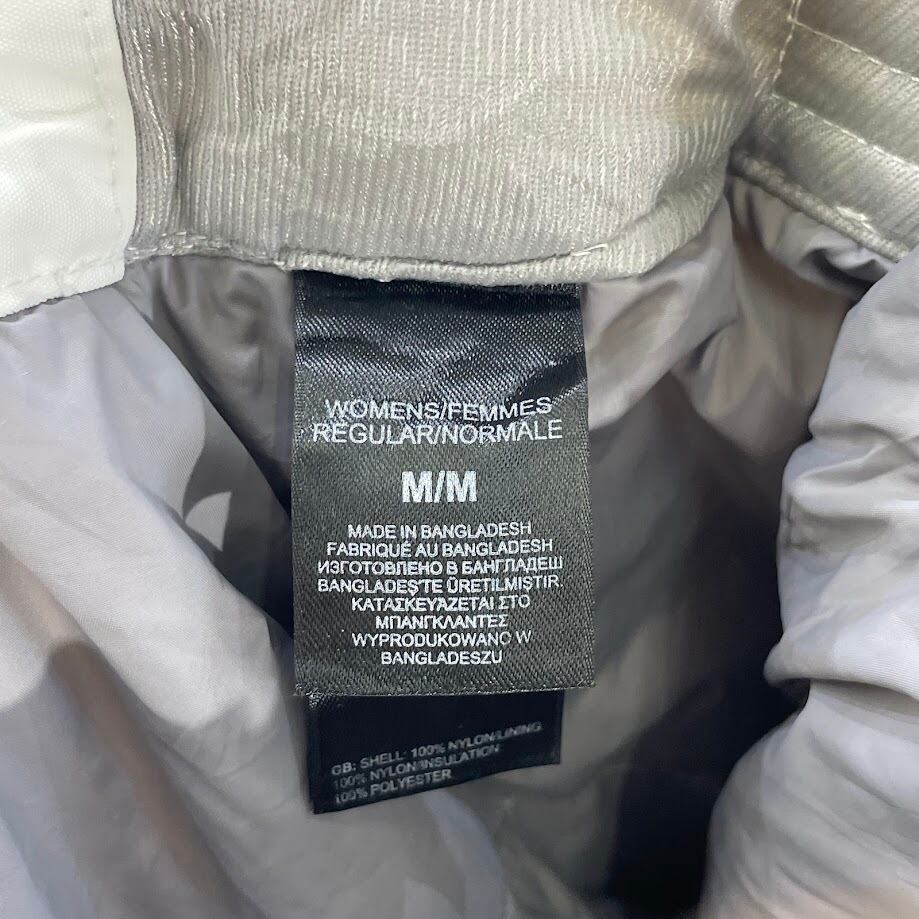 WOMENS/FEMMES
REGULAR/NORMALE
M/M
MADE IN BANGLADESH
FABRIQUÉ AU BANGLADESH
ИЗГОТОВЛЕНО В БАНГЛАДЕШ
BANGLADEŞ'TE ÜRETILMISTIR.
ΚΑΤΑΣΚΕΥΑΖΕΤΑΙ ΣΤΟ
ΜΠΑΝΓΚΛΑΝΤΕΣ
WYPRODUKOWANO W
BANGLADESZU
GB: SHELL: 100% NYLON/LINING:
100% NYLON/INSULATION
100% POLYESTER